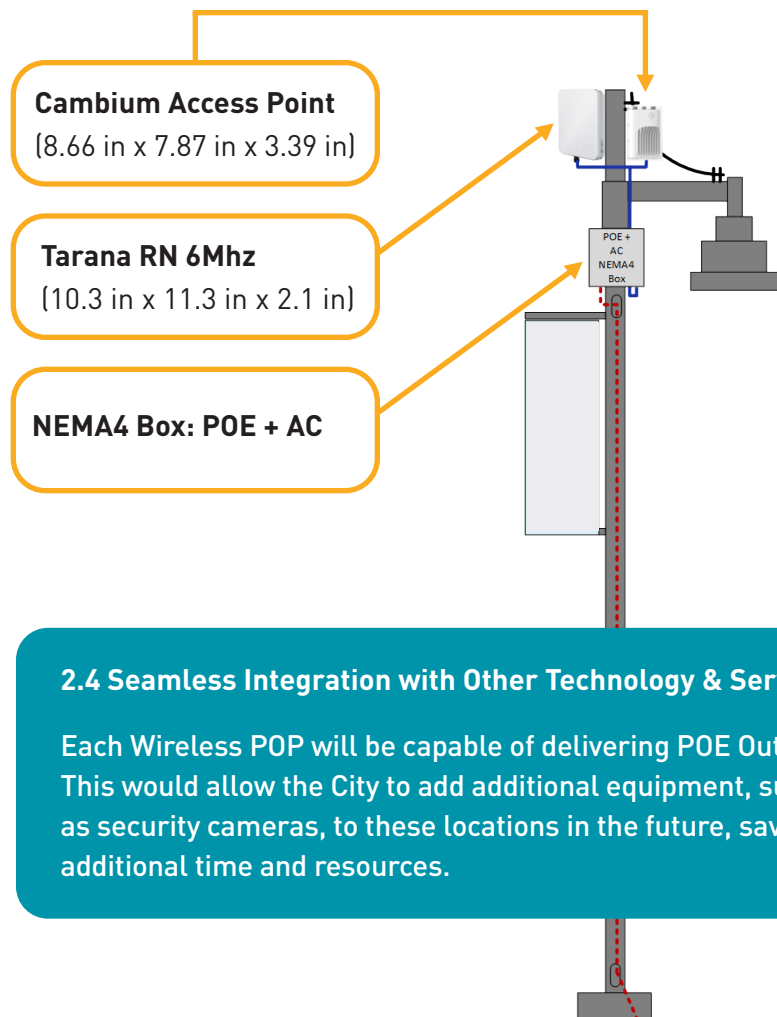 Cambium Access Point
(8.66 in x 7.87 in x 3.39 in)
Tarana RN 6Mhz
(10.3 in x 11.3 in x 2.1 in)
NEMA4 Box: POE + AC
POE +
AC
NEMA4
Box
2.4 Seamless Integration with Other Technology &
Each Wireless POP will be capable of delivering POE Out
This would allow the City to add additional equipment,
as security cameras, to these locations in the future,
additional time and resources.